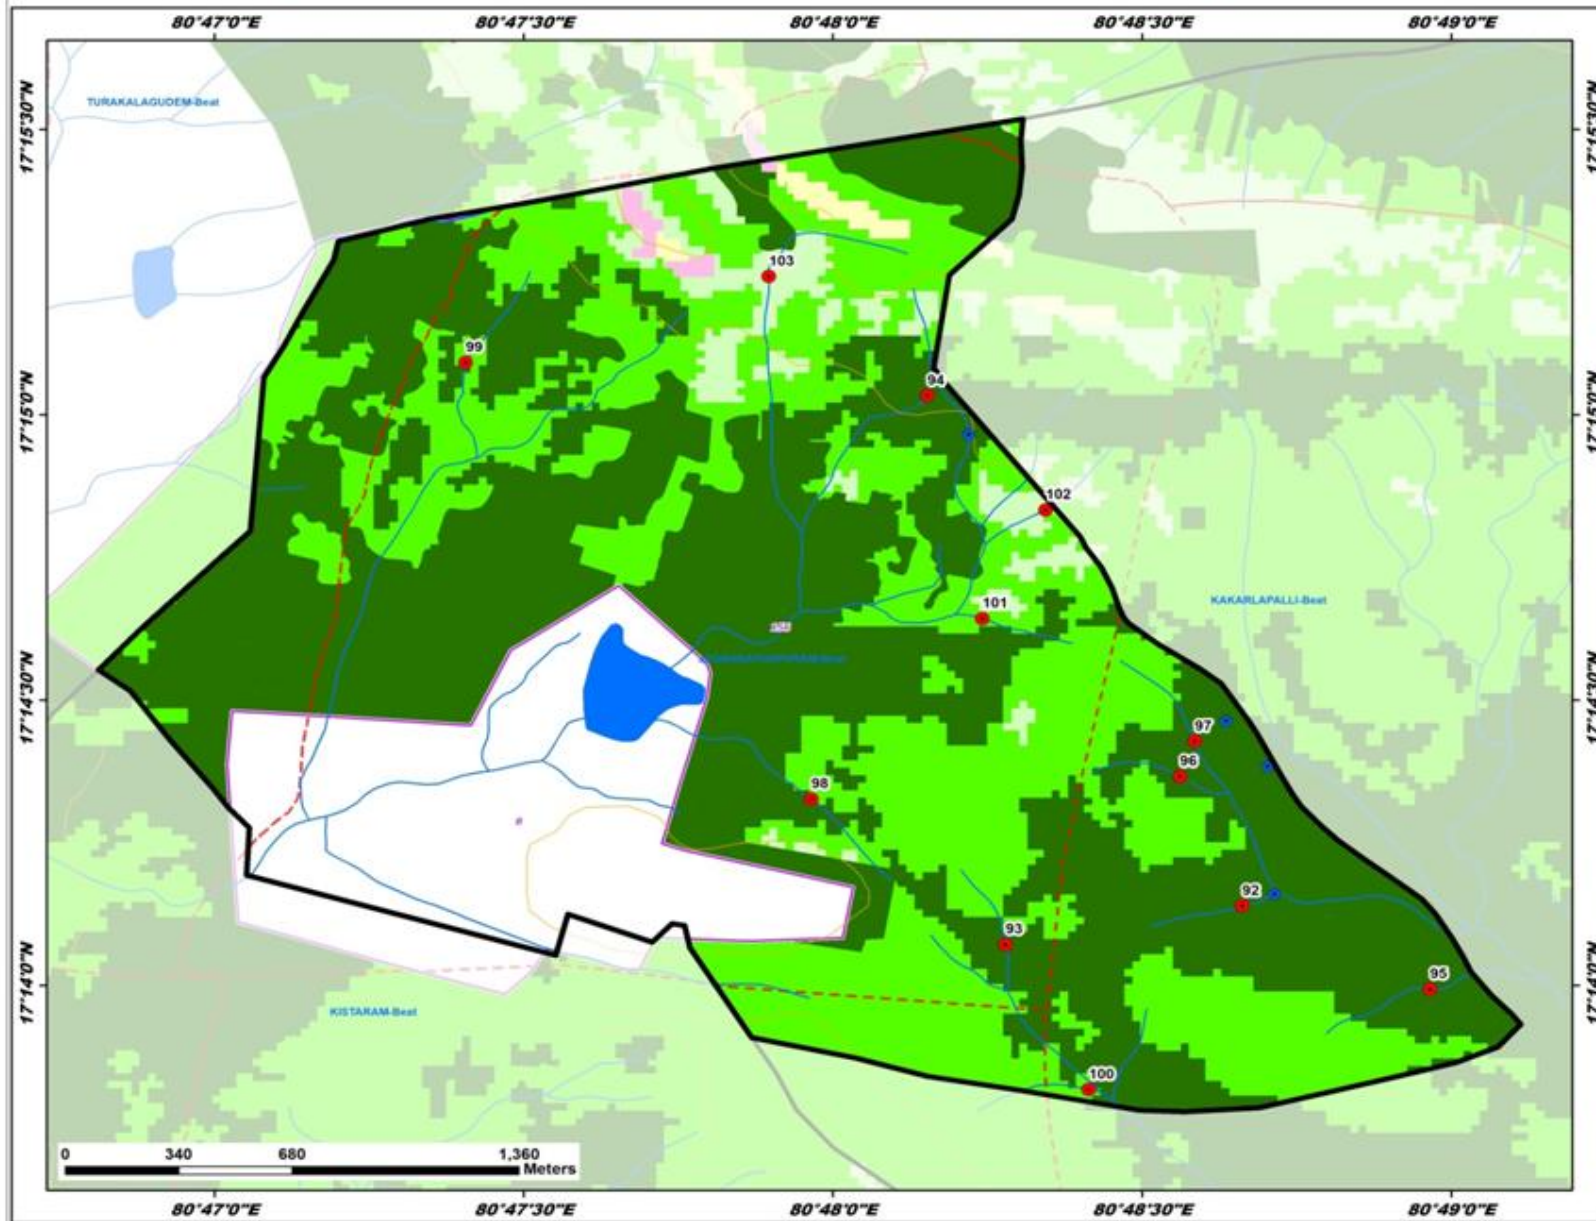 80°47'0"E 80°47'30"E 80°48'0"E 80°48'30"E 80°49'0"E
17°15'30"N 17°15'30"N
TURAKALAGUDEM-Beat
103
99
94
17°15'0"N 17°15'0"N
102
KAKARLAPALLI-Beat
101
17°14'30"N 17°14'30"N
97
96
98
92
93
95
17°14'0"N 17°14'0"N
KISTARAM-Beat
100
0 340 680 1,360
Meters
80°47'0"E 80°47'30"E 80°48'0"E 80°48'30"E 80°49'0"E